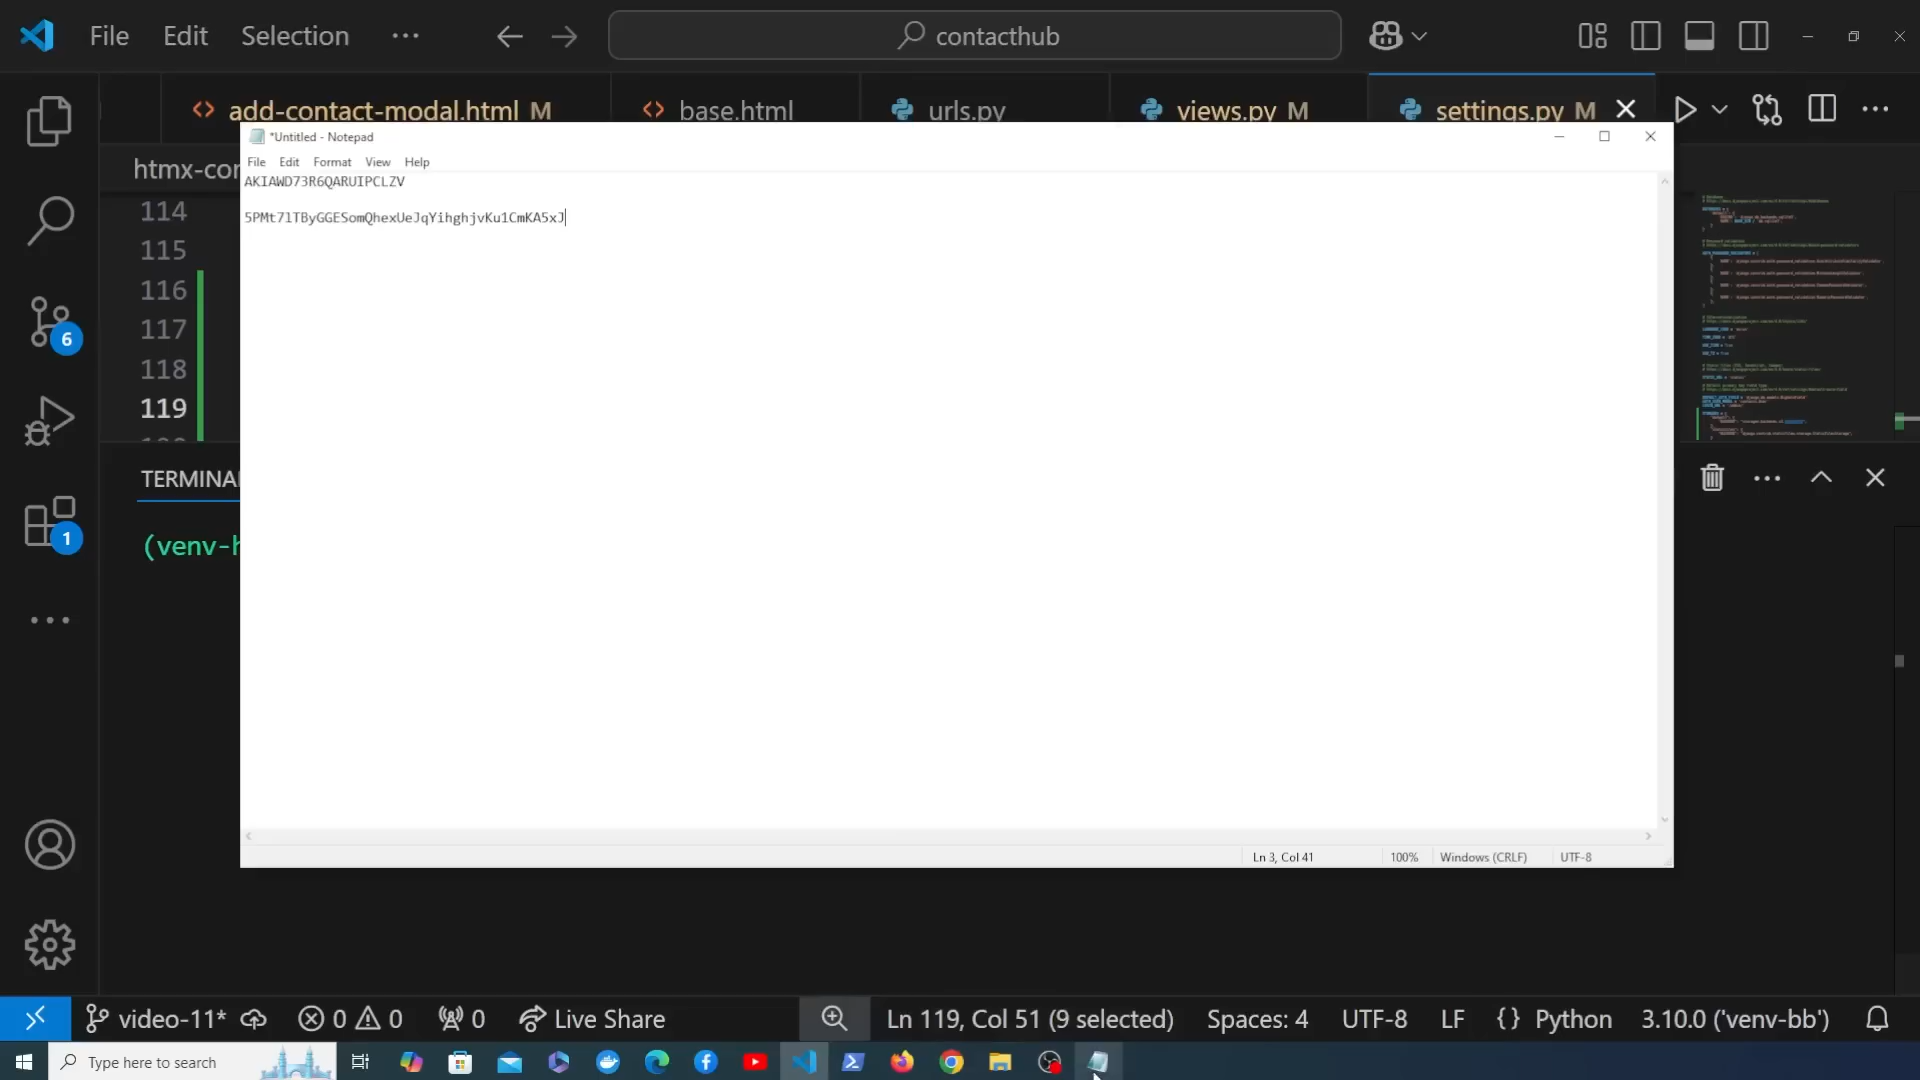 File Edit Selection ··· contacthub
add-contact-modal.html M base.html urls.py views.py M settings.py M
*Untitled - Notepad
File Edit Format View Help
htmx-cor
AKIAWD73R6QARUIPCLZV
114
5PMt7lTByGGESomQhexUeJqYihghjvKu1CmKA5xJ
115
116
117
6
118
119
TERMINA
1
(venv-h
Ln 3, Col 41 100% Windows (CRLF) UTF-8
video-11* 0 0 0 Live Share Ln 119, Col 51 (9 selected) Spaces: 4 UTF-8 LF {} Python 3.10.0 ('venv-bb')
Type here to search